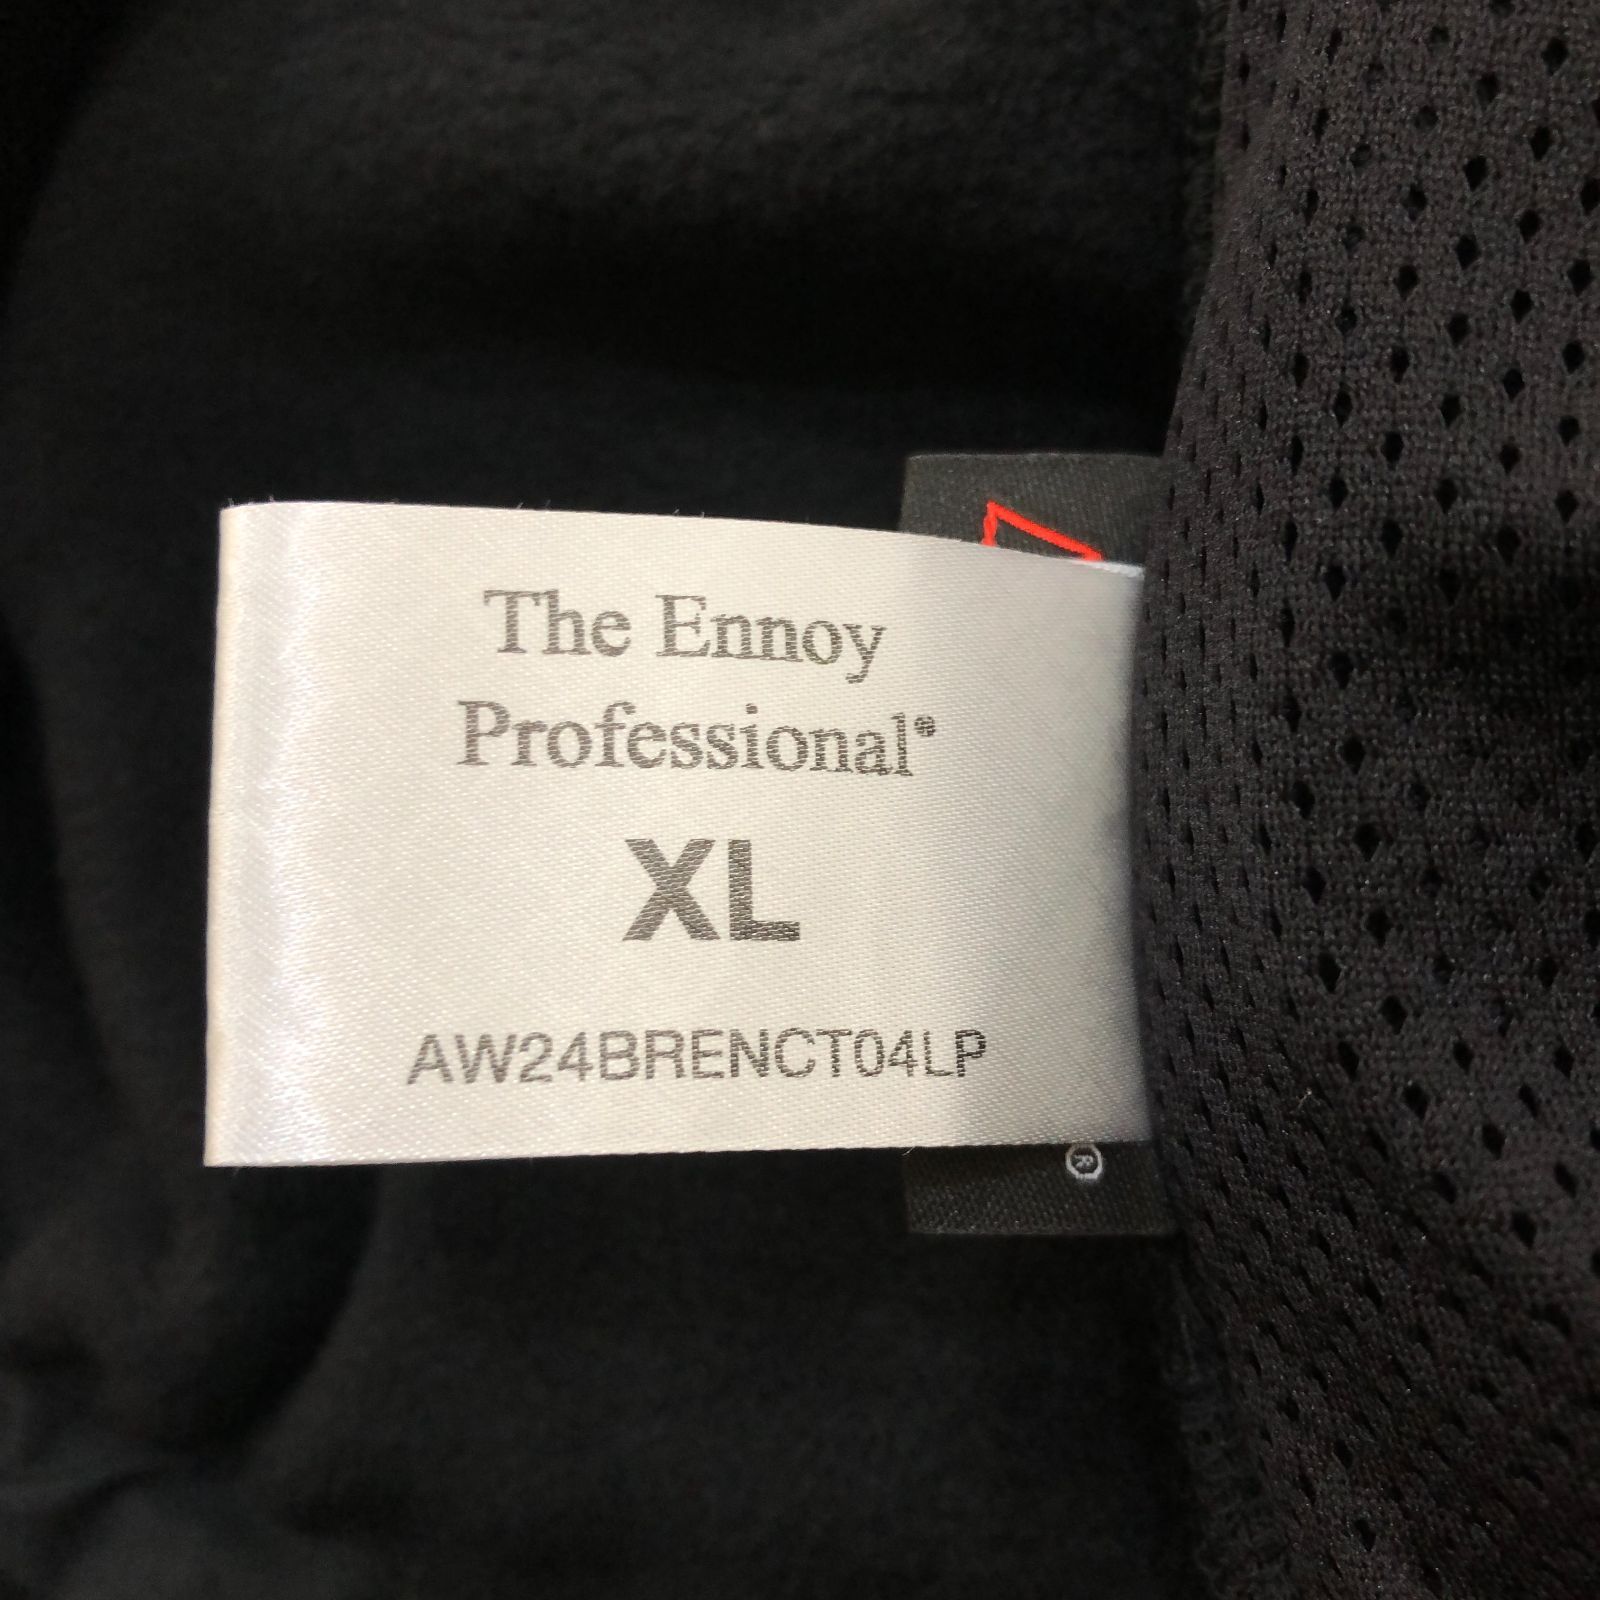 The Ennoy
Professional®
XL
AW24BRENCT04LP
®